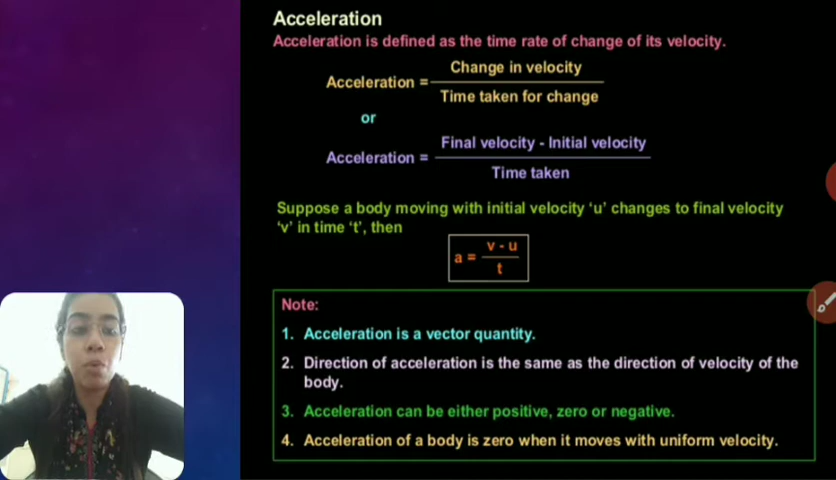 Acceleration
Acceleration is defined as the time rate of change of its velocity.
Change in velocity
Acceleration =
Time taken for change
or
Final velocity - Initial velocity
Acceleration =
Time taken
Suppose a body moving with initial velocity ‘u’ changes to final velocity
‘v’ in time ‘t’, then
v - u
a =
t
Note:
1. Acceleration is a vector quantity.
2. Direction of acceleration is the same as the direction of velocity of the
body.
3. Acceleration can be either positive, zero or negative.
4. Acceleration of a body is zero when it moves with uniform velocity.